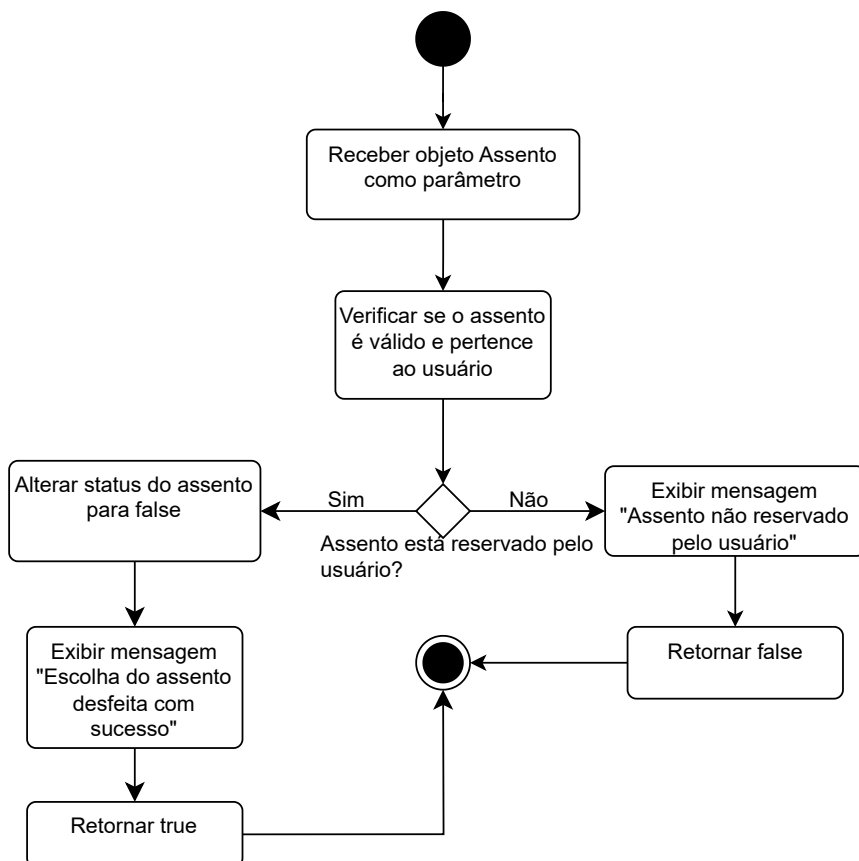 Receber objeto Assento
como parâmetro
Verificar se o assento
é válido e pertence
ao usuário
Alterar status do assento
para false
Sim
Não
Assento está reservado pelo
usuário?
Exibir mensagem
"Assento não reservado
pelo usuário"
Exibir mensagem
"Escolha do assento
desfeita com
sucesso"
Retornar false
Retornar true